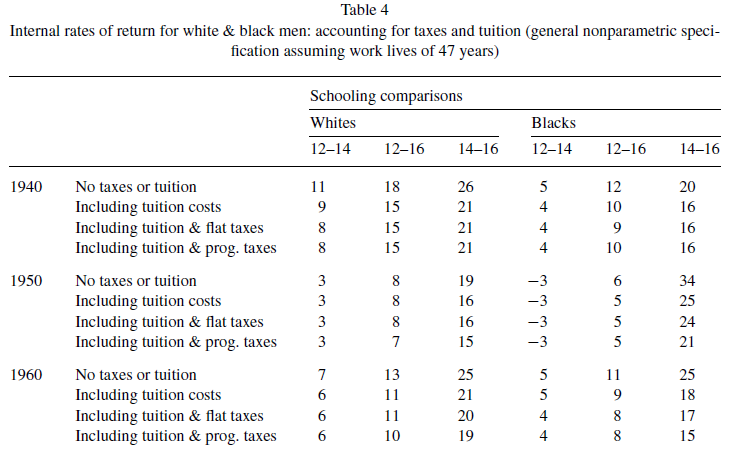 Table 4
Internal rates of return for white & black men: accounting for taxes and tuition (general nonparametric speci-
fication assuming work lives of 47 years)
Schooling comparisons
Whites Blacks
12–14 12–16 14–16 12–14 12–16 14–16
1940 No taxes or tuition 11 18 26 5 12 20
Including tuition costs 9 15 21 4 10 16
Including tuition & flat taxes 8 15 21 4 9 16
Including tuition & prog. taxes 8 15 21 4 10 16
1950 No taxes or tuition 3 8 19 −3 6 34
Including tuition costs 3 8 16 −3 5 25
Including tuition & flat taxes 3 8 16 −3 5 24
Including tuition & prog. taxes 3 7 15 −3 5 21
1960 No taxes or tuition 7 13 25 5 11 25
Including tuition costs 6 11 21 5 9 18
Including tuition & flat taxes 6 11 20 4 8 17
Including tuition & prog. taxes 6 10 19 4 8 15